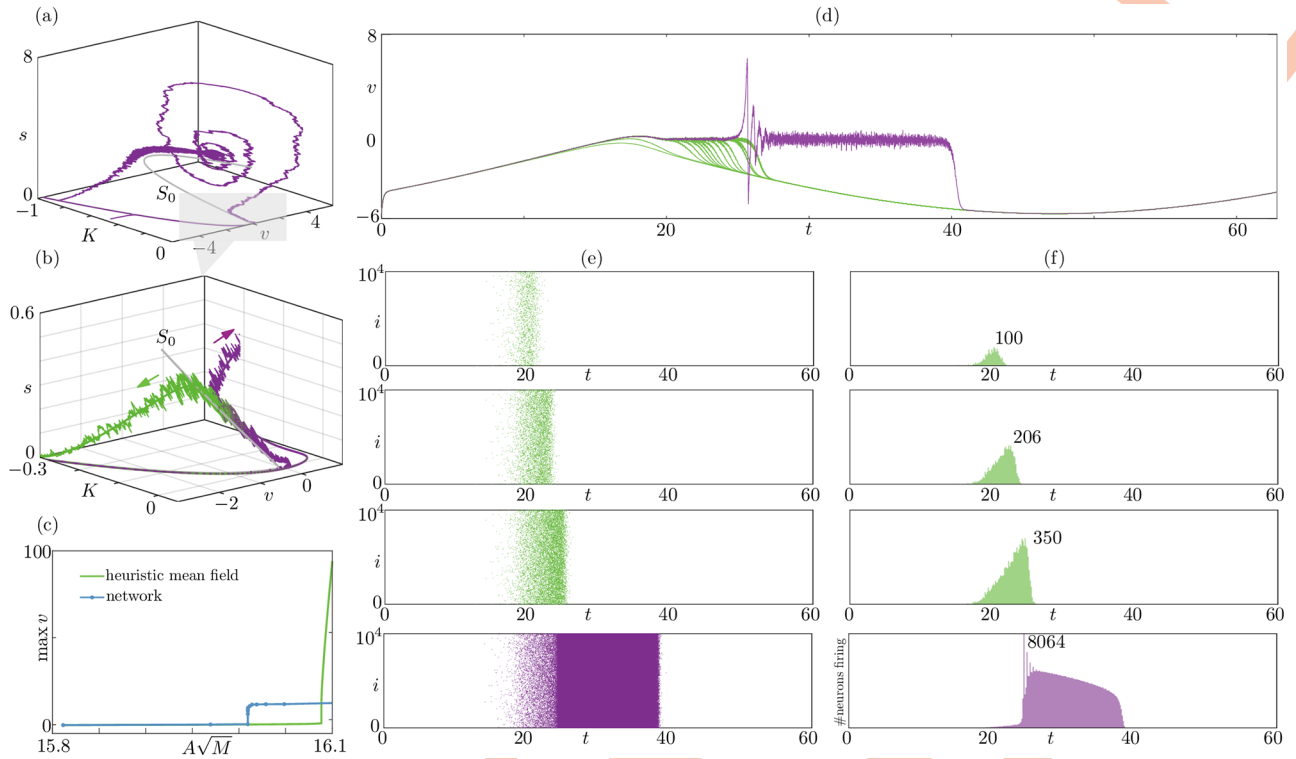 (a)
8
s
0
−1
K
0
S₀
−4
v
4
(b)
0.6
s
0
−0.3
K
0
S₀
−2
v
0
(c)
100
max v
0
heuristic mean field
network
15.8
A√M
16.1
(d)
8
v
0
−6
0
20
t
40
60
(e)
10⁴
i
0
0
20
t
40
60
10⁴
i
0
0
20
t
40
60
10⁴
i
0
0
20
t
40
60
10⁴
i
0
0
20
t
40
60
(f)
100
0
20
t
40
60
206
0
20
t
40
60
350
0
20
t
40
60
8064
#neurons firing
0
20
t
40
60